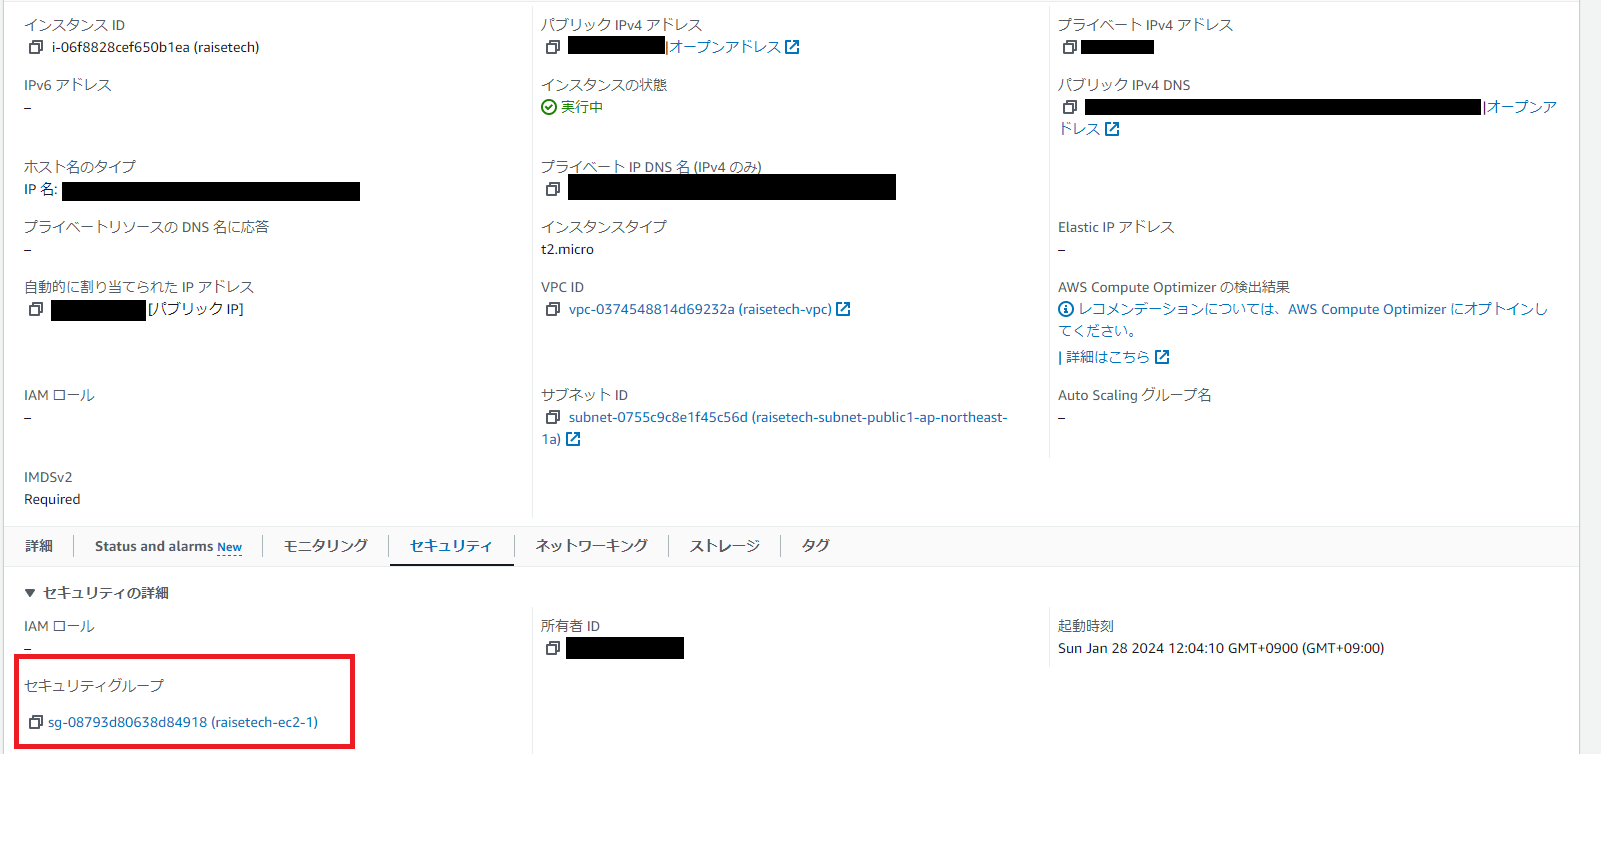 インスタンス ID
i-06f8828cef650b1ea (raisetech)
パブリック IPv4 アドレス
|オープンアドレス
プライベート IPv4 アドレス
IPv6 アドレス
–
インスタンスの状態
実行中
パブリック IPv4 DNS
|オープンア
ドレス
ホスト名のタイプ
IP 名:
プライベート IP DNS 名 (IPv4 のみ)
プライベートリソースの DNS 名に応答
–
インスタンスタイプ
t2.micro
Elastic IP アドレス
–
自動的に割り当てられた IP アドレス
[パブリック IP]
VPC ID
vpc-0374548814d69232a (raisetech-vpc)
AWS Compute Optimizer の検出結果
レコメンデーションについては、AWS Compute Optimizer にオプトインし
てください。
| 詳細はこちら
IAM ロール
–
サブネット ID
subnet-0755c9c8e1f45c56d (raisetech-subnet-public1-ap-northeast-
1a)
Auto Scaling グループ名
–
IMDSv2
Required
詳細
Status and alarms New
モニタリング
セキュリティ
ネットワーキング
ストレージ
タグ
▼ セキュリティの詳細
IAM ロール
–
所有者 ID
起動時刻
Sun Jan 28 2024 12:04:10 GMT+0900 (GMT+09:00)
セキュリティグループ
sg-08793d80638d84918 (raisetech-ec2-1)